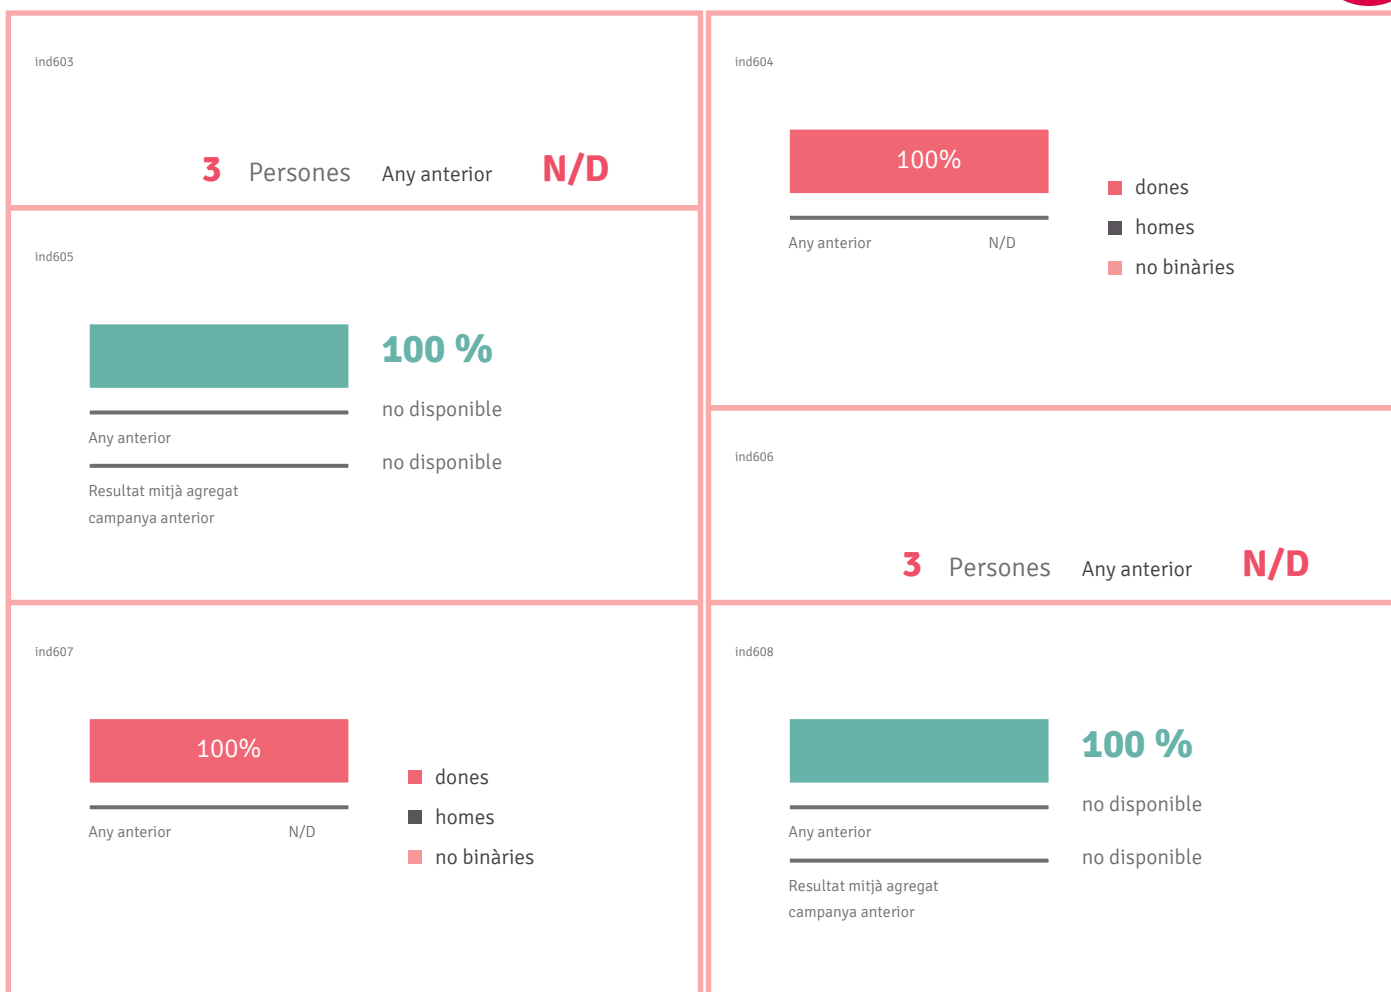 ind603
3 Persones Any anterior N/D
ind604
100%
Any anterior N/D
dones
homes
no binàries
ind605
100 %
no disponible
Any anterior
no disponible
Resultat mitjà agregat
campanya anterior
ind606
3 Persones Any anterior N/D
ind607
100%
Any anterior N/D
dones
homes
no binàries
ind608
100 %
no disponible
Any anterior
no disponible
Resultat mitjà agregat
campanya anterior